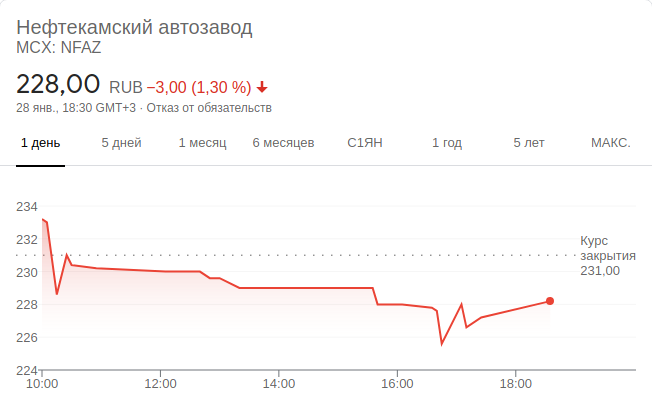 Нефтекамский автозавод
MCX: NFAZ
228,00 RUB −3,00 (1,30 %)
28 янв., 18:30 GMT+3 · Отказ от обязательств
1 день 5 дней 1 месяц 6 месяцев С1ЯН 1 год 5 лет МАКС.
234
232
230
228
226
224
Курс
закрытия
231,00
10:00 12:00 14:00 16:00 18:00